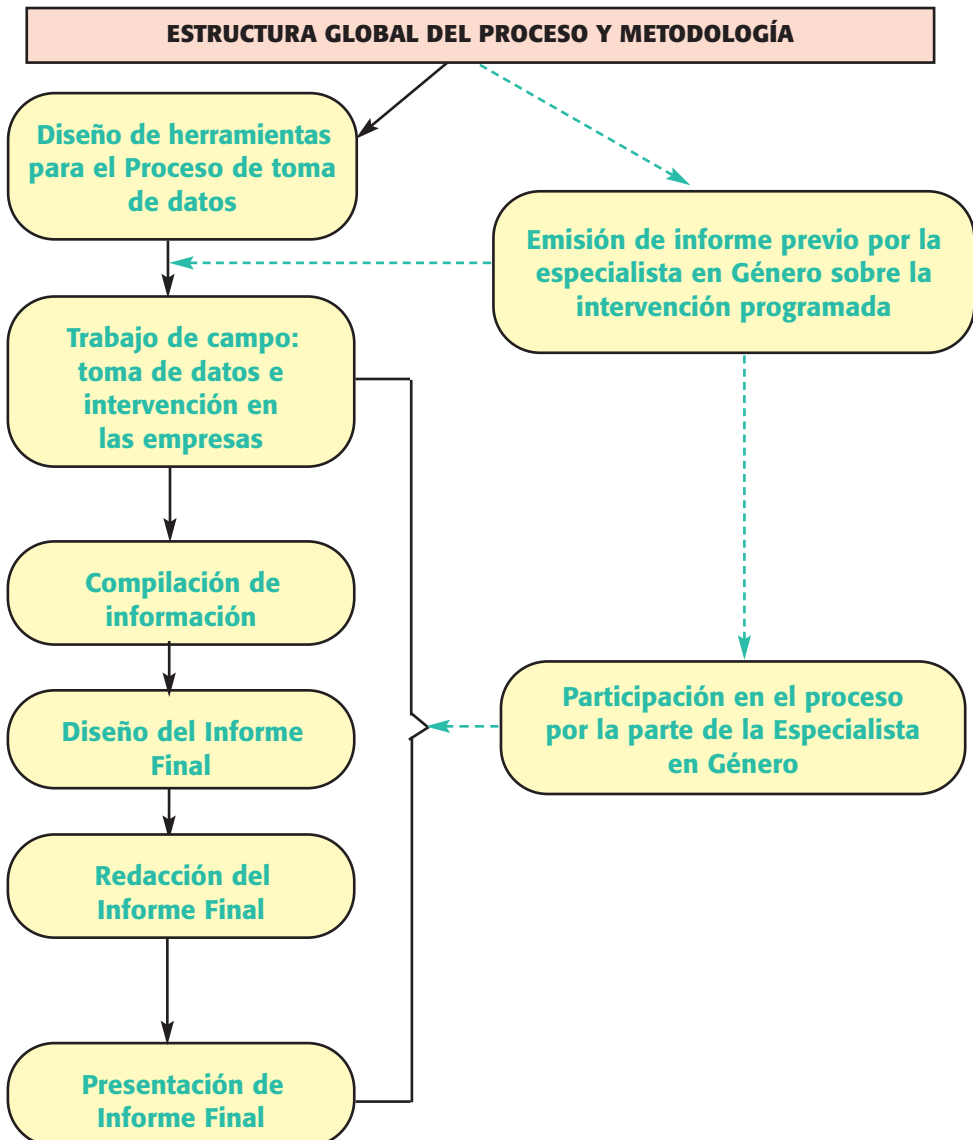 ESTRUCTURA GLOBAL DEL PROCESO Y METODOLOGÍA
Diseño de herramientas
para el Proceso de toma
de datos
Emisión de informe previo por la
especialista en Género sobre la
intervención programada
Trabajo de campo:
toma de datos e
intervención en
las empresas
Compilación de
información
Diseño del Informe
Final
Participación en el proceso
por la parte de la Especialista
en Género
Redacción del
Informe Final
Presentación de
Informe Final